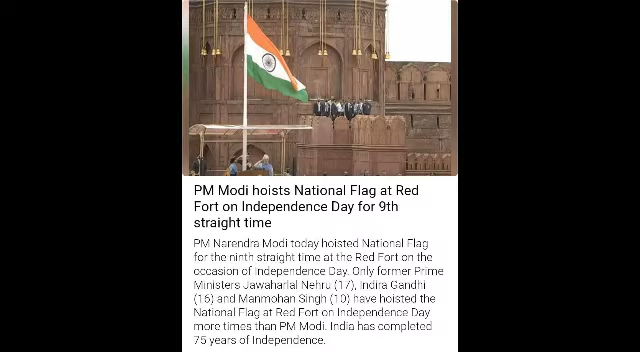 PM Modi hoists National Flag at Red
Fort on Independence Day for 9th
straight time
PM Narendra Modi today hoisted National Flag
for the ninth straight time at the Red Fort on the
occasion of Independence Day. Only former Prime
Ministers Jawaharlal Nehru (17), Indira Gandhi
(16) and Manmohan Singh (10) have hoisted the
National Flag at Red Fort on Independence Day
more times than PM Modi. India has completed
75 years of Independence.